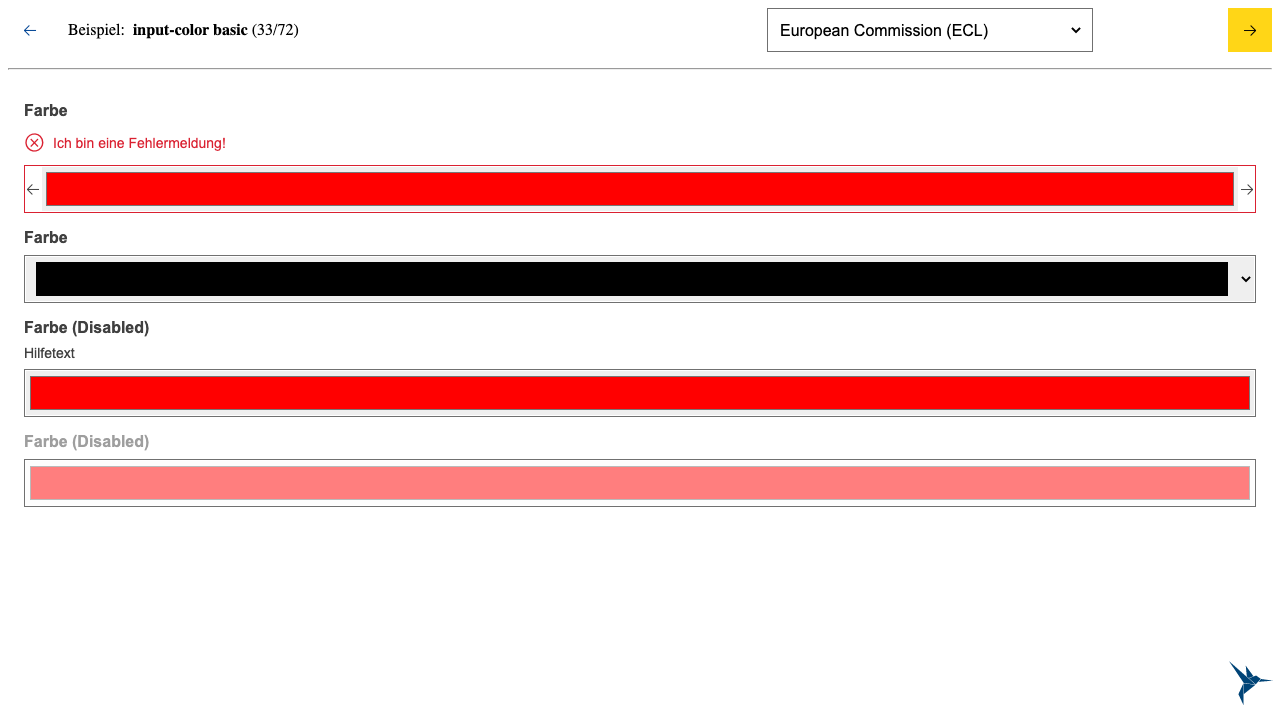 Beispiel: input-color basic (33/72)
European Commission (ECL)
Farbe
Ich bin eine Fehlermeldung!
Farbe
Farbe (Disabled)
Hilfetext
Farbe (Disabled)